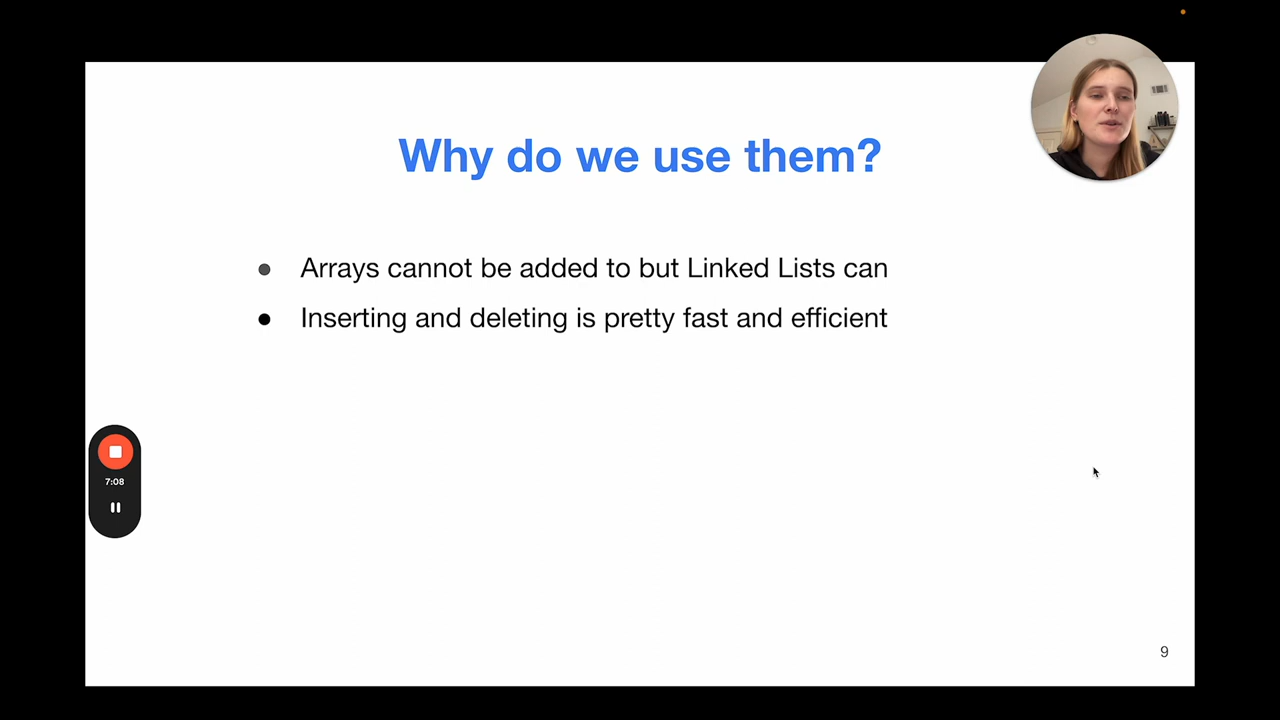 Why do we use them?
● Arrays cannot be added to but Linked Lists can
● Inserting and deleting is pretty fast and efficient
7:08
9